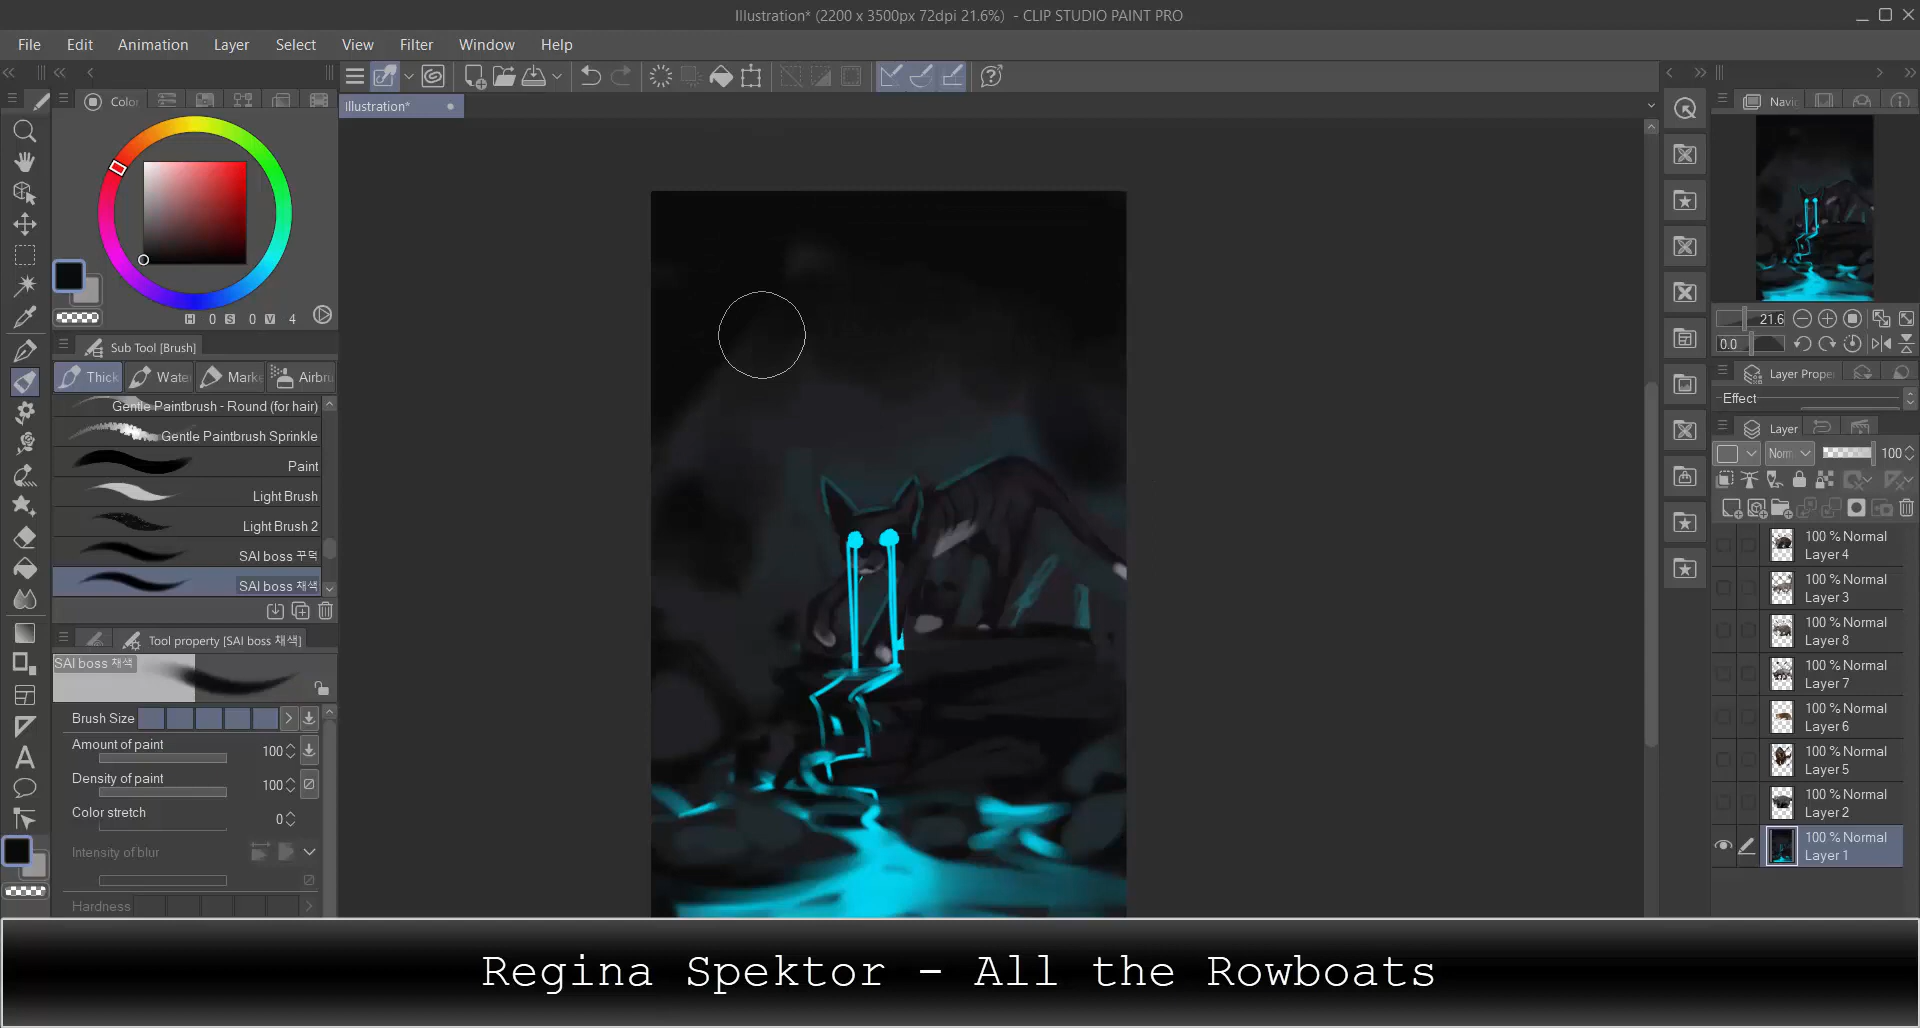 Illustration* (2200 x 3500px 72dpi 21.6%) - CLIP STUDIO PAINT PRO
File Edit Animation Layer Select View Filter Window Help
Color
Illustration*
Navi
H 0 S 0 V 4
21.6
0.0
Sub Tool [Brush]
Thick Wate Marke Airbru
Layer Prope
Effect
Gentle Paintbrush - Round (for hair)
Gentle Paintbrush Sprinkle
Paint
Light Brush
Light Brush 2
SAI boss 꾸덕
SAI boss 채색
Layer
Norm 100
Tool property [SAI boss 채색]
SAI boss 채색
Brush Size
Amount of paint 100
Density of paint 100
Color stretch 0
Intensity of blur
Hardness
100 % Normal
Layer 4
100 % Normal
Layer 3
100 % Normal
Layer 8
100 % Normal
Layer 7
100 % Normal
Layer 6
100 % Normal
Layer 5
100 % Normal
Layer 2
100 % Normal
Layer 1
Regina Spektor - All the Rowboats